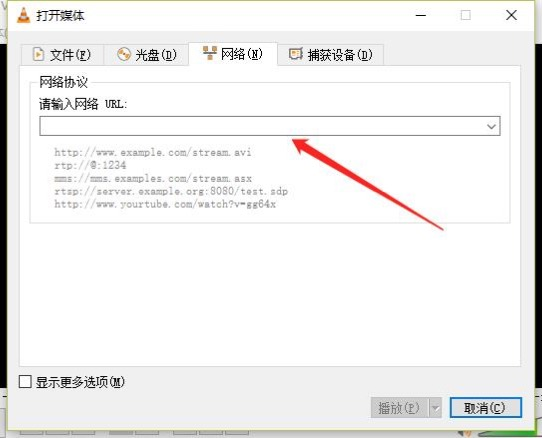 打开媒体
文件(F)
光盘(D)
网络(N)
捕获设备(D)
网络协议
请输入网络 URL:
http://www.example.com/stream.avi
rtp://@:1234
mms://mms.examples.com/stream.asx
rtsp://server.example.org:8080/test.sdp
http://www.yourtube.com/watch?v=gg64x
显示更多选项(M)
播放(P)
取消(C)